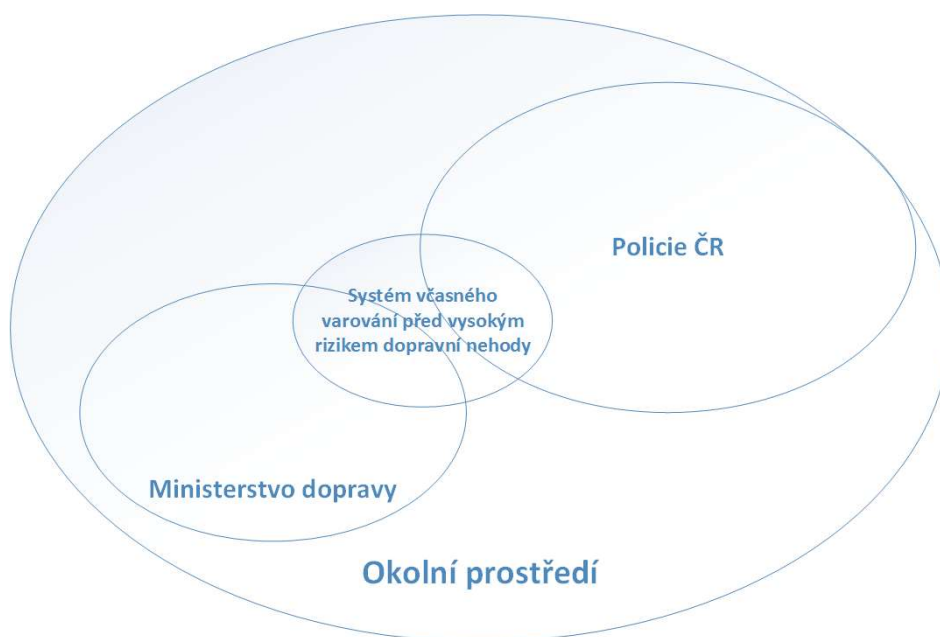 Policie ČR
Systém včasného
varování před vysokým
rizikem dopravní nehody
Ministerstvo dopravy
Okolní prostředí